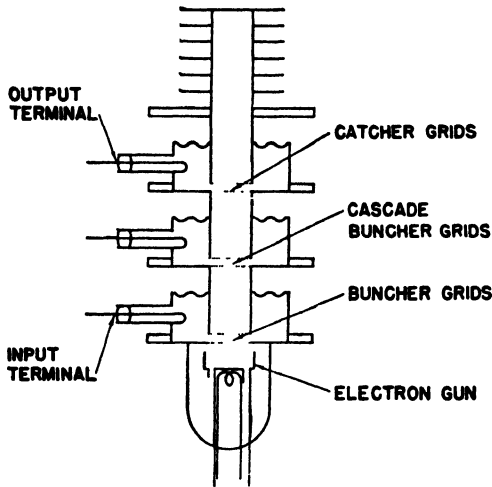 OUTPUT
TERMINAL
CATCHER GRIDS
CASCADE
BUNCHER GRIDS
BUNCHER GRIDS
INPUT
TERMINAL
ELECTRON GUN